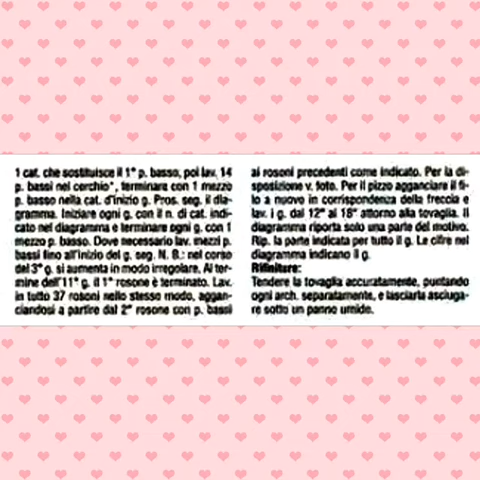 1 cat. che sostituisce il 1° p. basso, poi lav. 14
p. bassi nel cerchio*, terminare con 1 mezzo
p. basso nella cat. d'inizio g. Pros. seg. il dia-
gramma. Iniziare ogni g. con il n. di cat. indi-
cato nel diagramma e terminare ogni g. con 1
mezzo p. basso. Dove necessario lav. mezzi p.
bassi fino all'inizio del g. seg. N. B.: nel corso
del 3° g. si aumenta in modo irregolare. Al ter-
mine dell'11° g. il 1° rosone è terminato. Lav.
in tutto 37 rosoni nello stesso modo, aggan-
ciandosi a partire dal 2° rosone con p. bassi
ai rosoni precedenti come indicato. Per la di-
sposizione v. foto. Per il pizzo agganciare il fi-
lo a nuovo in corrispondenza della freccia e
lav. i g. dal 12° al 18° attorno alla tovaglia. Il
diagramma riporta solo una parte del motivo.
Rip. la parte indicata per tutto il g. Le cifre nel
diagramma indicano il g.
Rifiniture:
Tendere la tovaglia accuratamente, puntando
ogni arch. separatamente, e lasciarla asciuga-
re sotto un panno umido.